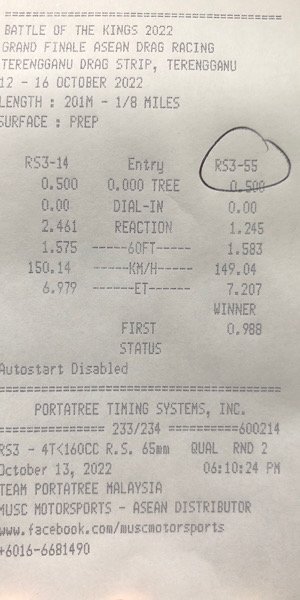 BATTLE OF THE KINGS 2022
GRAND FINALE ASEAN DRAG RACING
TERENGGANU DRAG STRIP, TERENGGANU
12 - 16 OCTOBER 2022
LENGTH : 201M - 1/8 MILES
SURFACE : PREP
RS3-14 Entry RS3-55
0.500 0.000 TREE 0.500
0.00 DIAL-IN 0.00
2.461 REACTION 1.245
1.575 -----60FT------ 1.583
150.14 -----KM/H------ 149.04
6.979 ------ET------- 7.207
WINNER
FIRST 0.988
STATUS
Autostart Disabled
PORTATREE TIMING SYSTEMS, INC.
=============== 233/234 ==========600214
RS3 - 4T<160CC R.S. 65mm QUAL RND 2
October 13, 2022 06:10:24 PM
TEAM PORTATREE MALAYSIA
MUSC MOTORSPORTS - ASEAN DISTRIBUTOR
www.facebook.com/muscmotorsports
+6016-6681490